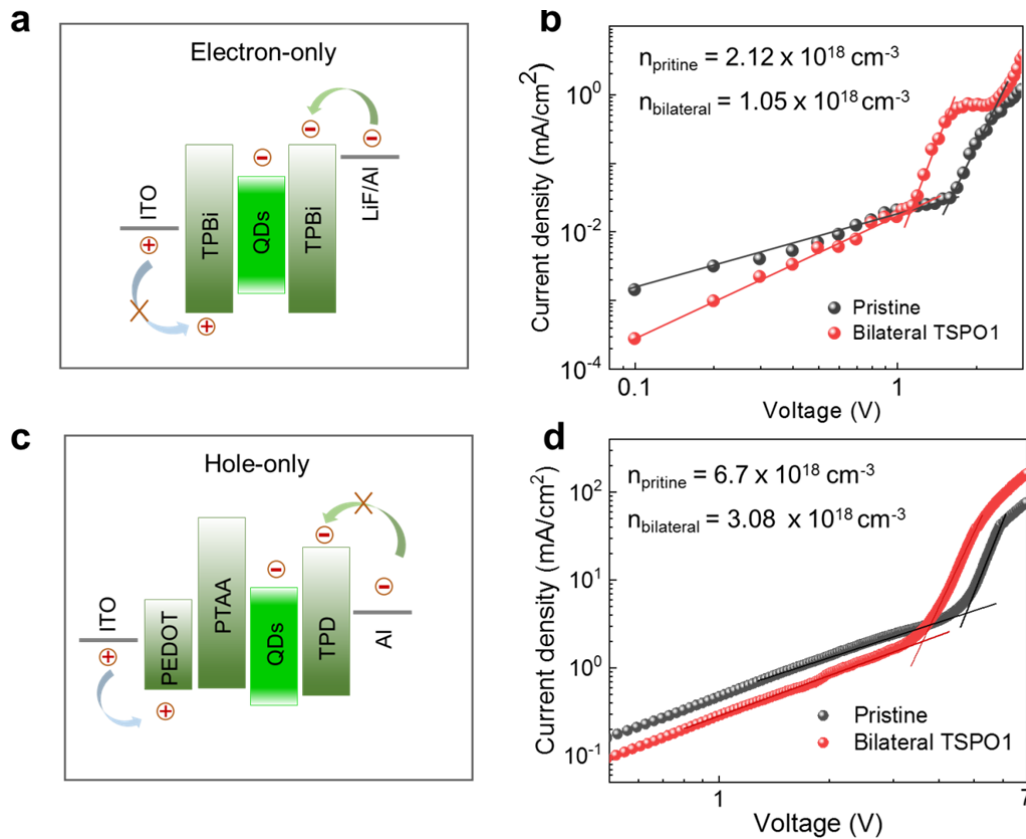 a
Electron-only
ITO
TPBi
QDs
TPBi
LiF/Al
b
n_pritine = 2.12 x 10^18 cm^-3
n_bilateral = 1.05 x 10^18 cm^-3
Current density (mA/cm^2)
10^0
10^-2
10^-4
Pristine
Bilateral TSPO1
0.1
1
Voltage (V)
c
Hole-only
ITO
PEDOT
PTAA
QDs
TPD
Al
d
n_pritine = 6.7 x 10^18 cm^-3
n_bilateral = 3.08 x 10^18 cm^-3
Current density (mA/cm^2)
10^2
10^1
10^0
10^-1
Pristine
Bilateral TSPO1
1
7
Voltage (V)